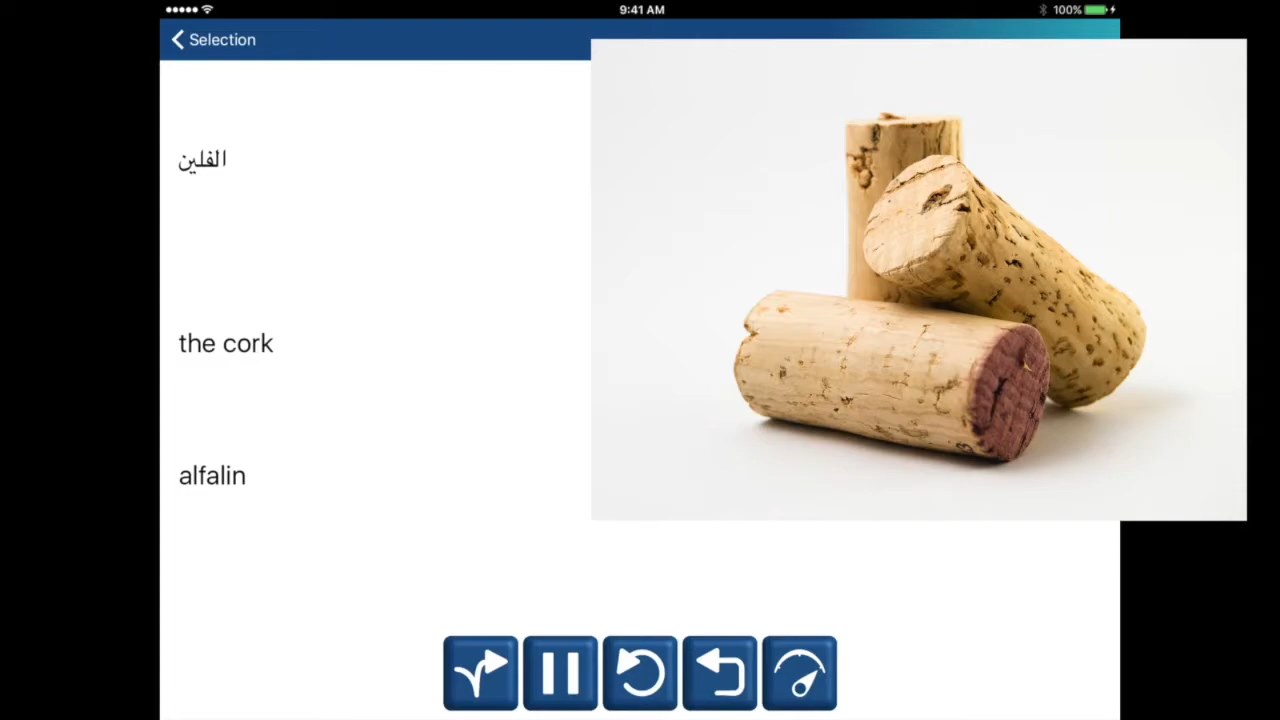 9:41 AM
100%
Selection
الفلين
the cork
alfalin